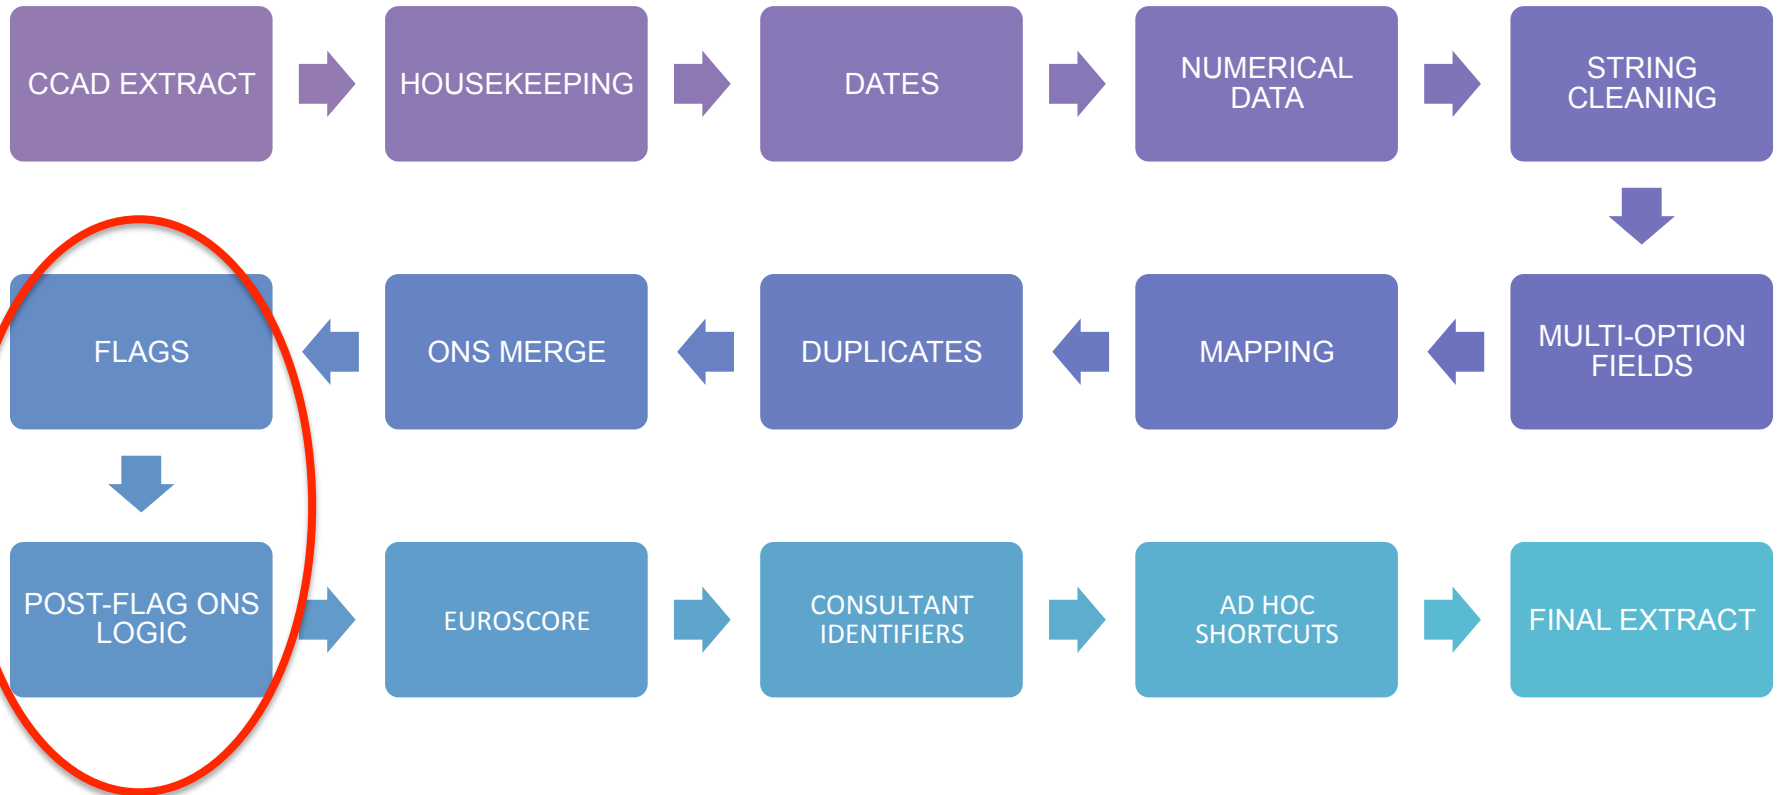 CCAD EXTRACT
HOUSEKEEPING
DATES
NUMERICAL
DATA
STRING
CLEANING
MULTI-OPTION
FIELDS
MAPPING
DUPLICATES
ONS MERGE
FLAGS
POST-FLAG ONS
LOGIC
EUROSCORE
CONSULTANT
IDENTIFIERS
AD HOC
SHORTCUTS
FINAL EXTRACT